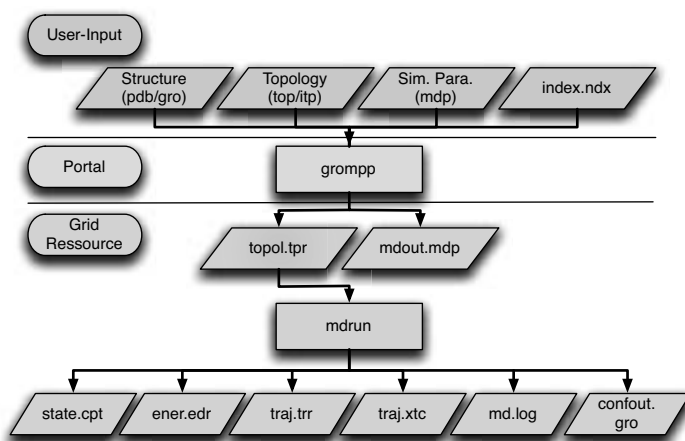 User-Input
Structure
(pdb/gro)
Topology
(top/itp)
Sim. Para.
(mdp)
index.ndx
Portal
grompp
Grid
Ressource
topol.tpr
mdout.mdp
mdrun
state.cpt
ener.edr
traj.trr
traj.xtc
md.log
confout.
gro